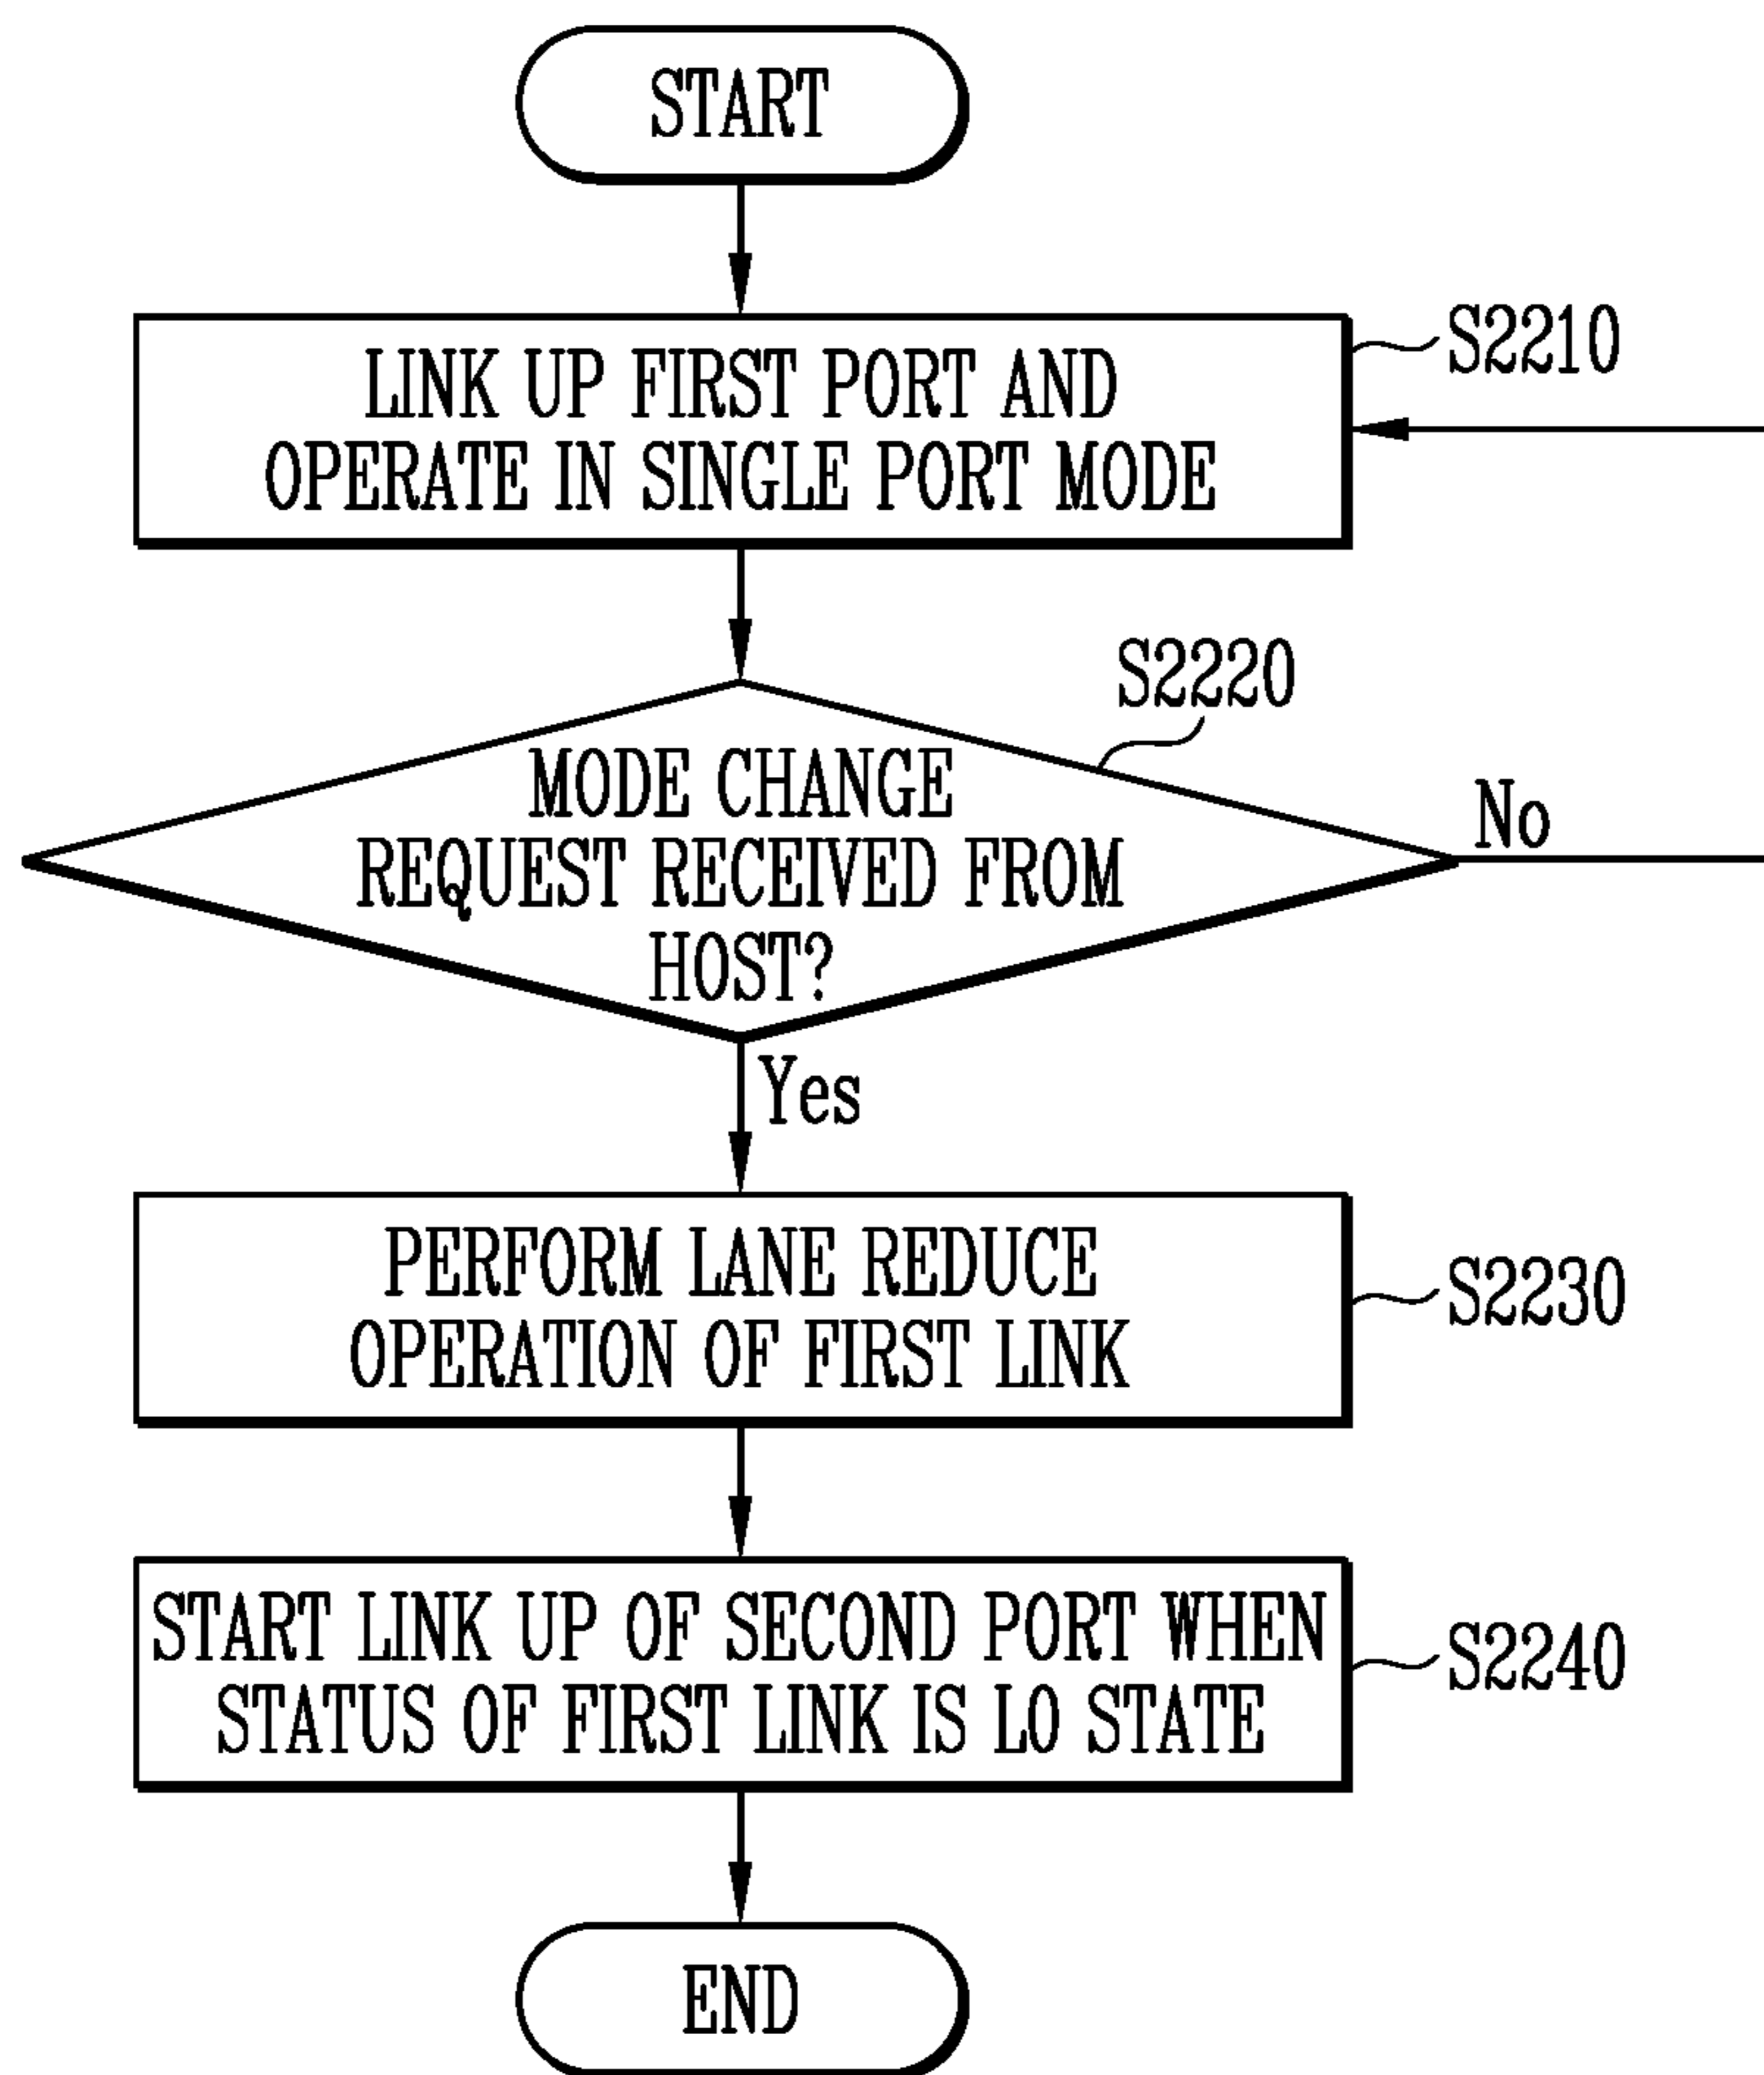 START
LINK UP FIRST PORT AND
OPERATE IN SINGLE PORT MODE
S2210
S2220
MODE CHANGE
REQUEST RECEIVED FROM
HOST?
No
Yes
PERFORM LANE REDUCE
OPERATION OF FIRST LINK
S2230
START LINK UP OF SECOND PORT WHEN
STATUS OF FIRST LINK IS L0 STATE
S2240
END